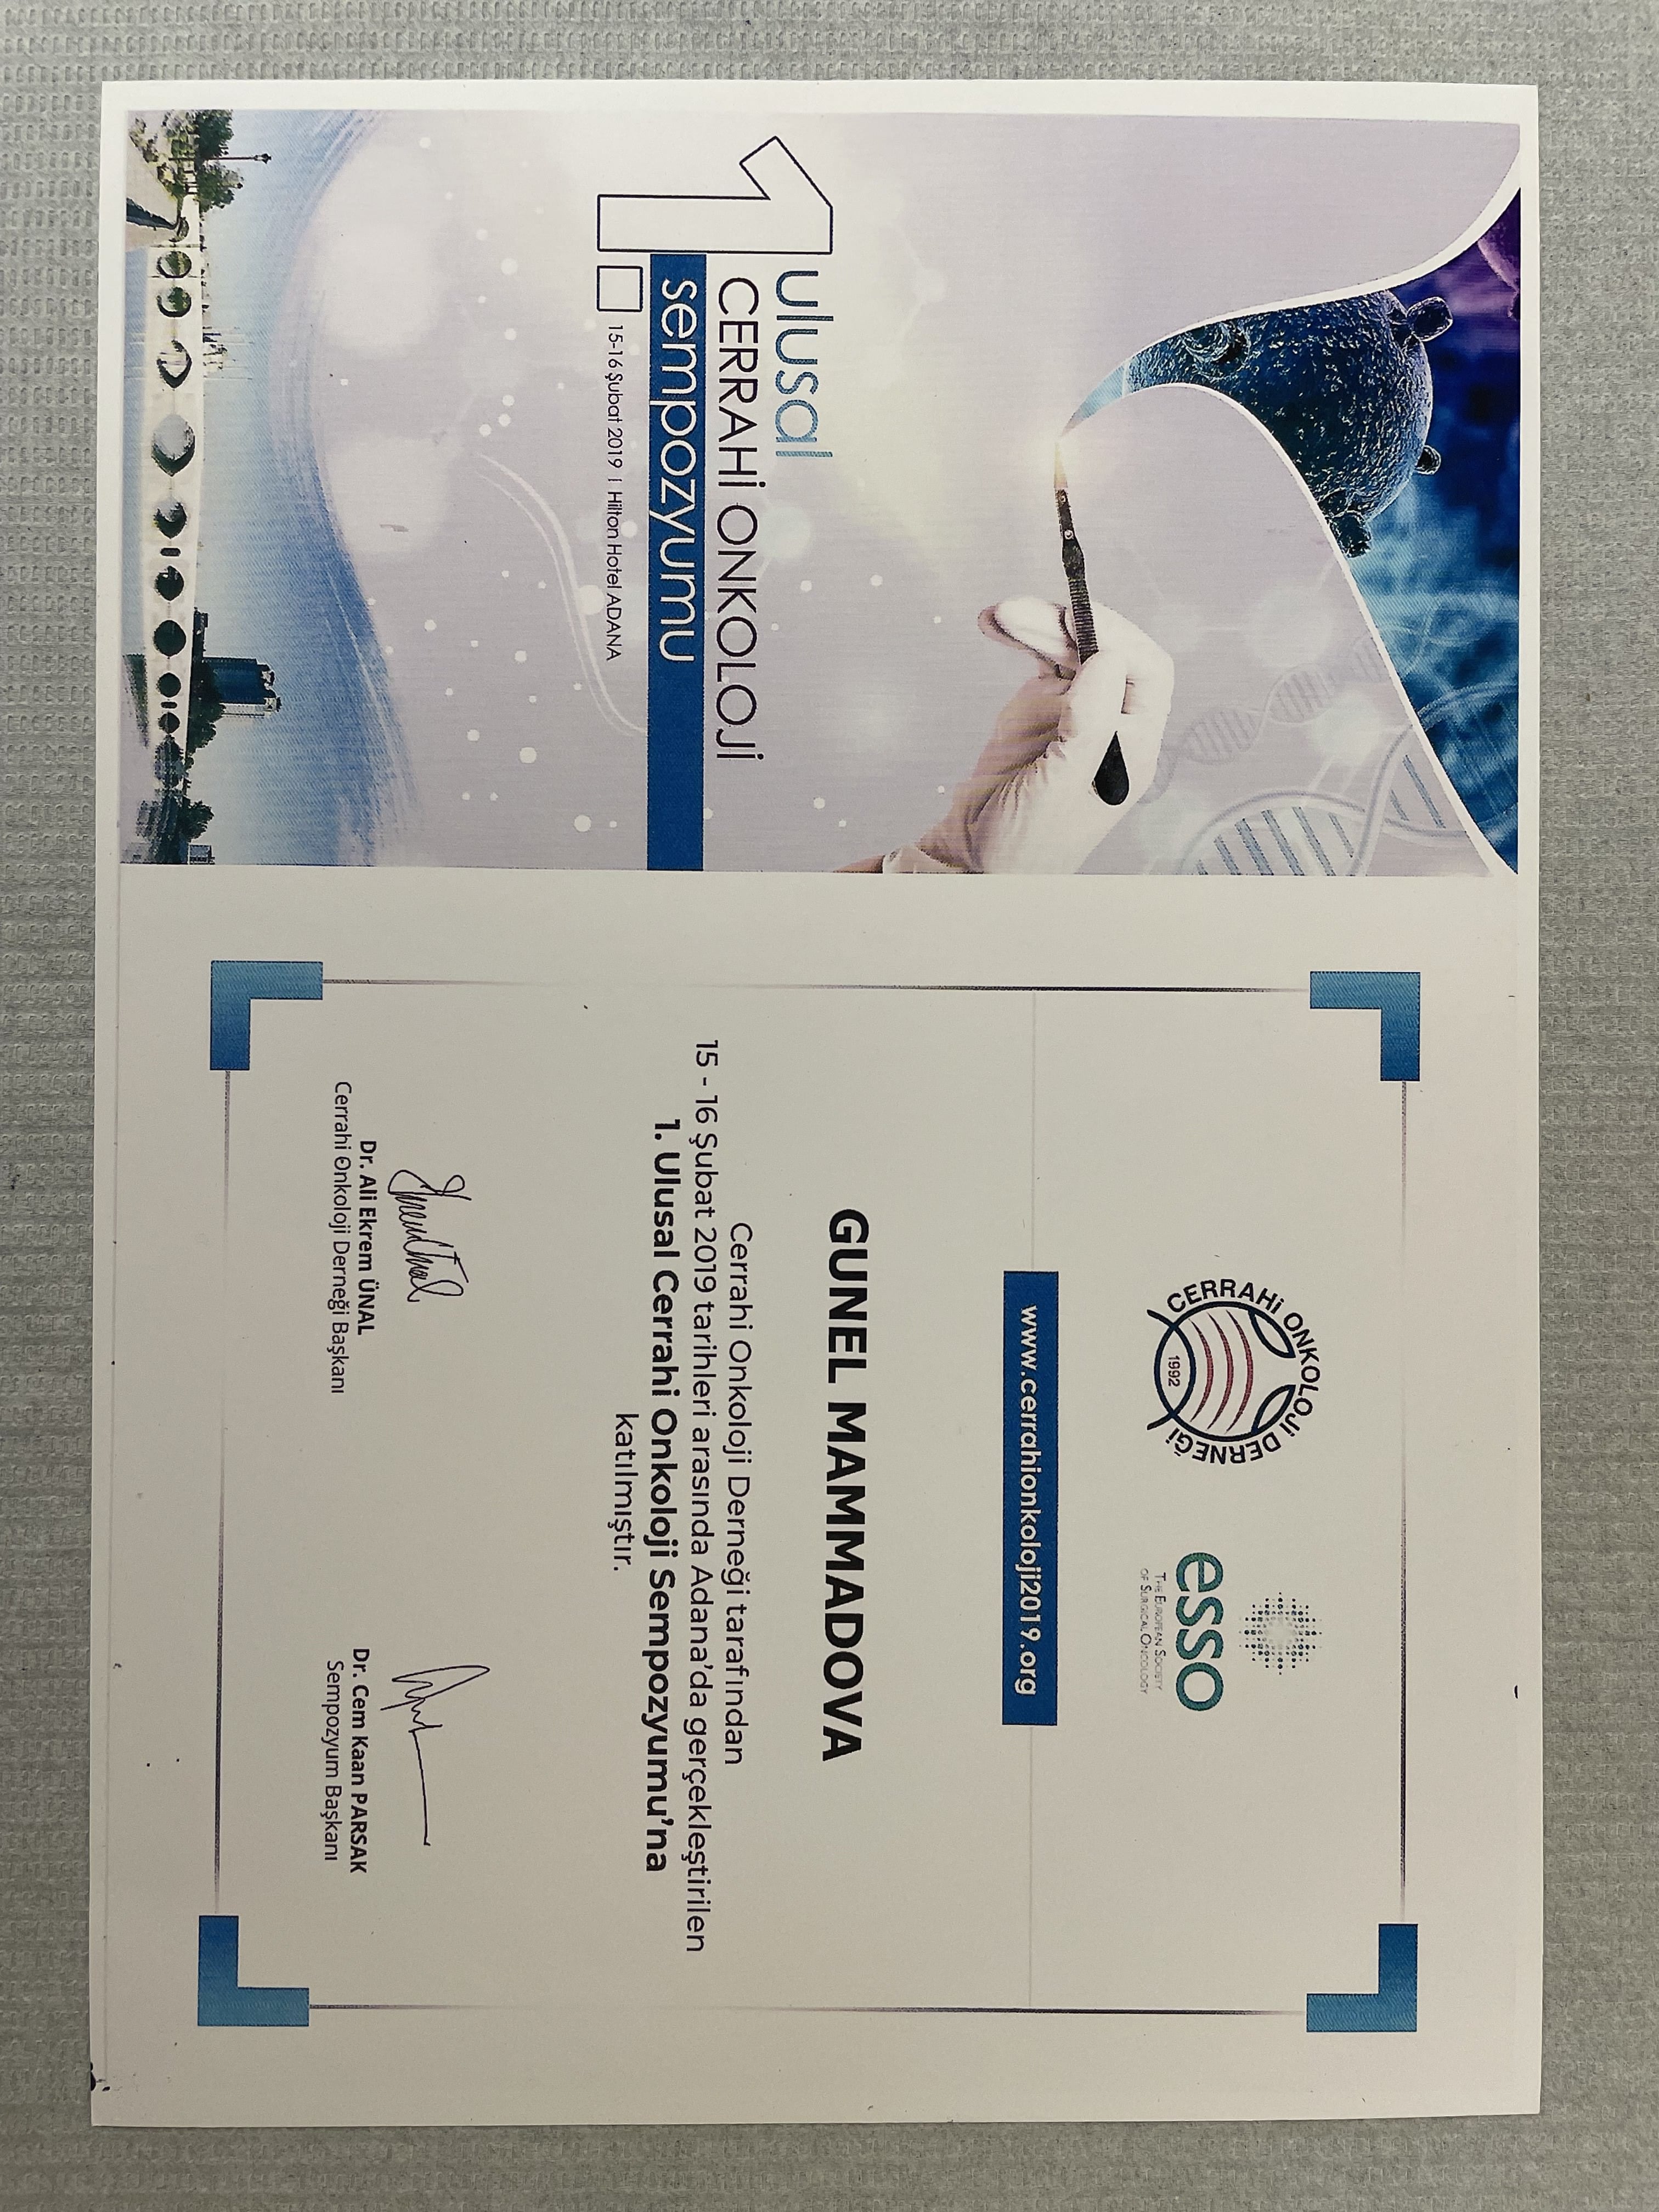 1.
ulusal
CERRAHİ ONKOLOJİ
sempozyumu
15-16 Şubat 2019 | Hilton Hotel ADANA
CERRAHİ ONKOLOJİ DERNEĞİ
1992
esso
THE EUROPEAN SOCIETY
OF SURGICAL ONCOLOGY
www.cerrahionkoloji2019.org
GUNEL MAMMADOVA
Cerrahi Onkoloji Derneği tarafından
15 - 16 Şubat 2019 tarihleri arasında Adana'da gerçekleştirilen
1. Ulusal Cerrahi Onkoloji Sempozyumu'na
katılmıştır.
Dr. Ali Ekrem ÜNAL
Cerrahi Onkoloji Derneği Başkanı
Dr. Cem Kaan PARSAK
Sempozyum Başkanı